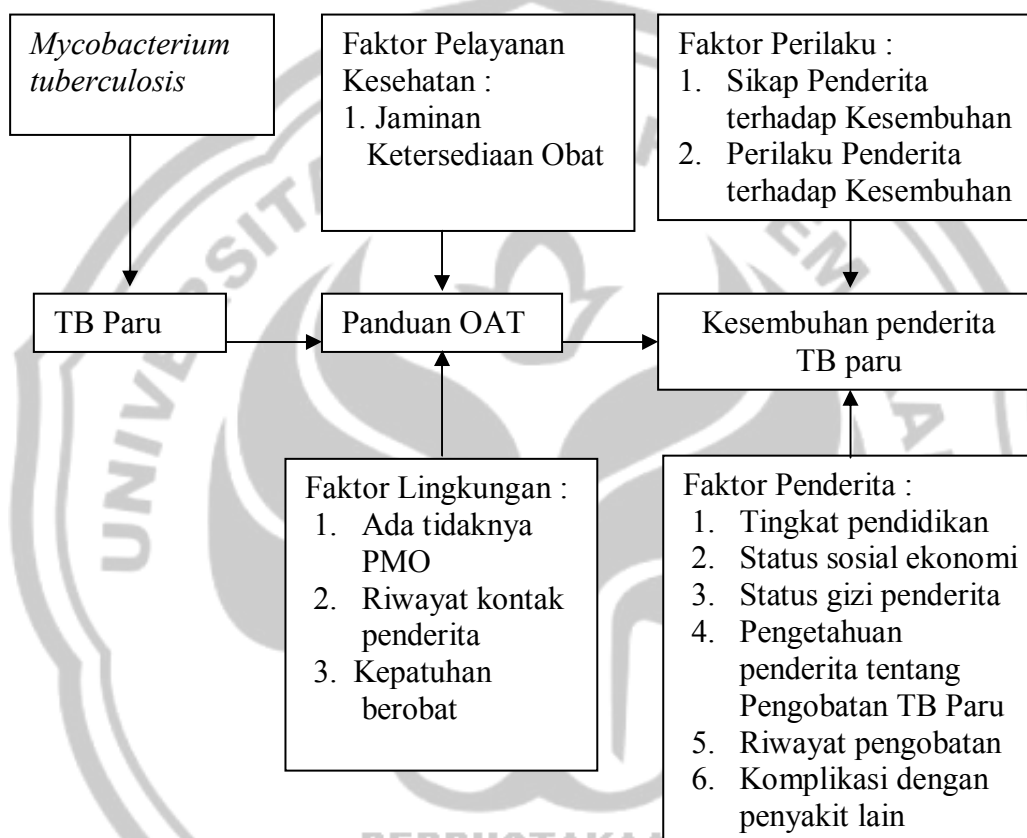 Mycobacterium
tuberculosis
Faktor Pelayanan
Kesehatan :
1. Jaminan
Ketersediaan Obat
Faktor Perilaku :
1. Sikap Penderita
terhadap Kesembuhan
2. Perilaku Penderita
terhadap Kesembuhan
TB Paru
Panduan OAT
Kesembuhan penderita
TB paru
Faktor Lingkungan :
1. Ada tidaknya
PMO
2. Riwayat kontak
penderita
3. Kepatuhan
berobat
Faktor Penderita :
1. Tingkat pendidikan
2. Status sosial ekonomi
3. Status gizi penderita
4. Pengetahuan
penderita tentang
Pengobatan TB Paru
5. Riwayat pengobatan
6. Komplikasi dengan
penyakit lain